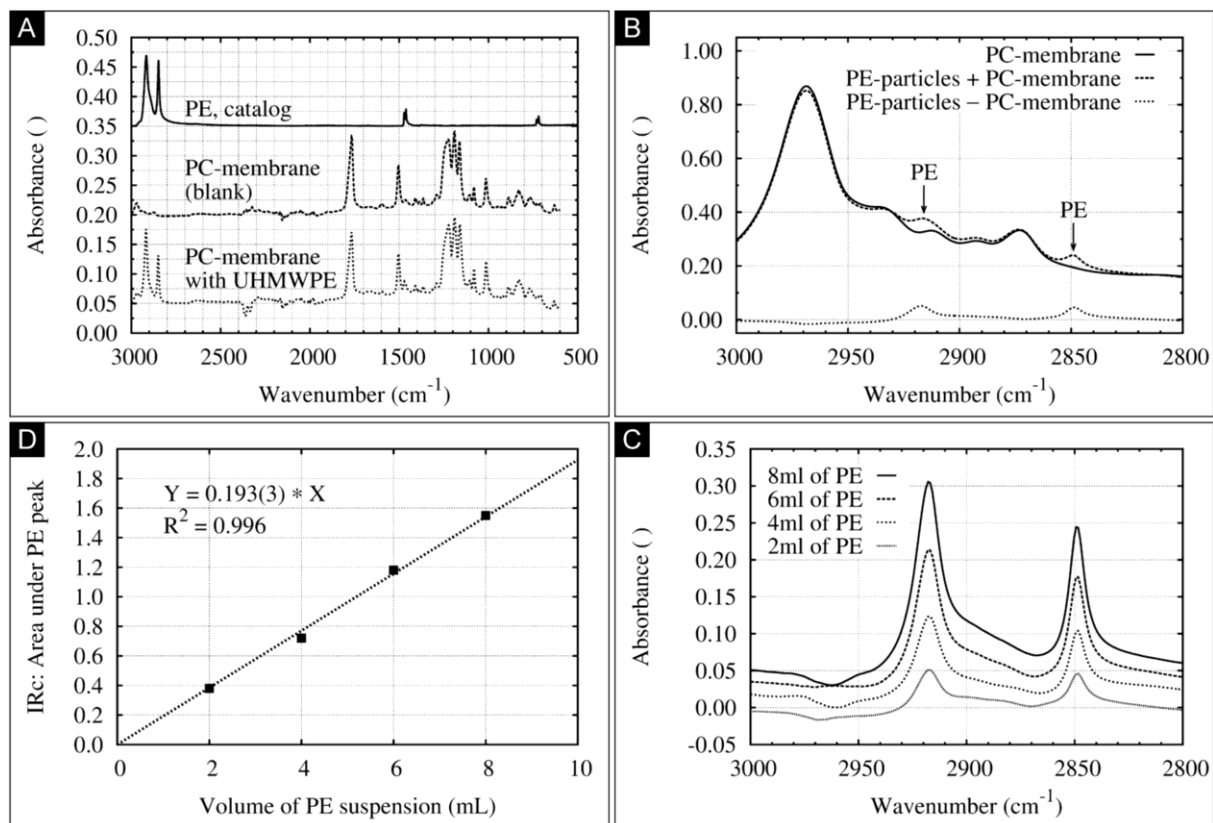 A
0.50
0.45
0.40
0.35
0.30
0.25
0.20
0.15
0.10
0.05
0.00
Absorbance ( )
PE, catalog
PC-membrane
(blank)
PC-membrane
with UHMWPE
3000 2500 2000 1500 1000 500
Wavenumber (cm⁻¹)
B
1.00
0.80
0.60
0.40
0.20
0.00
Absorbance ( )
PC-membrane
PE-particles + PC-membrane
PE-particles − PC-membrane
PE
PE
3000 2950 2900 2850 2800
Wavenumber (cm⁻¹)
D
2.0
1.8
1.6
1.4
1.2
1.0
0.8
0.6
0.4
0.2
0.0
IRc: Area under PE peak
Y = 0.193(3) * X
R² = 0.996
0 2 4 6 8 10
Volume of PE suspension (mL)
C
0.35
0.30
0.25
0.20
0.15
0.10
0.05
0.00
-0.05
Absorbance ( )
8ml of PE
6ml of PE
4ml of PE
2ml of PE
3000 2950 2900 2850 2800
Wavenumber (cm⁻¹)